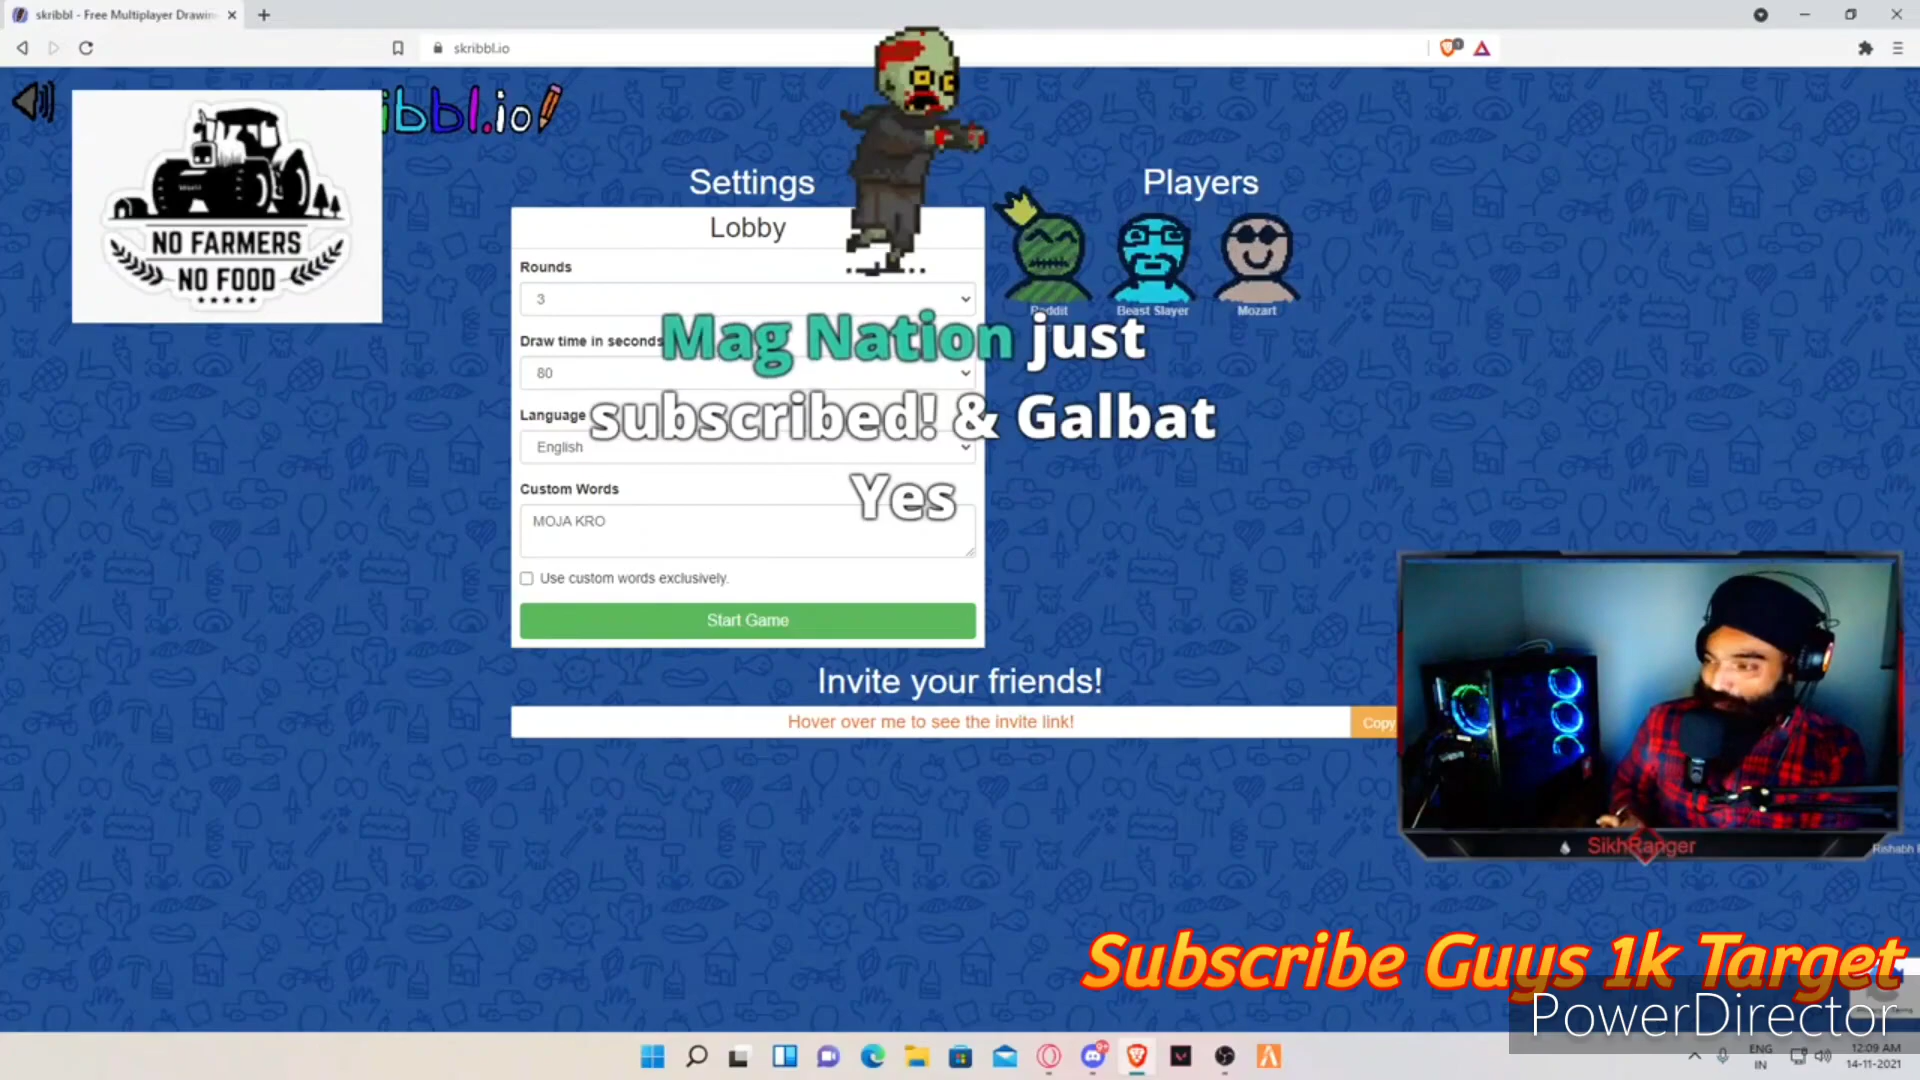 skribbl - Free Multiplayer Drawin
skribbl.io
ibbl.io
NO FARMERS
NO FOOD
Settings
Players
Lobby
Rounds
3
Reddit
Beast Slayer
Mozart
Mag Nation just
subscribed! & Galbat
Yes
Draw time in seconds
80
Language
English
Custom Words
MOJA KRO
Use custom words exclusively.
Start Game
Invite your friends!
Hover over me to see the invite link!
Copy
SikhRanger
Rishabh
Subscribe Guys 1k Target
PowerDirector
ENG
IN
12:09 AM
14-11-2021